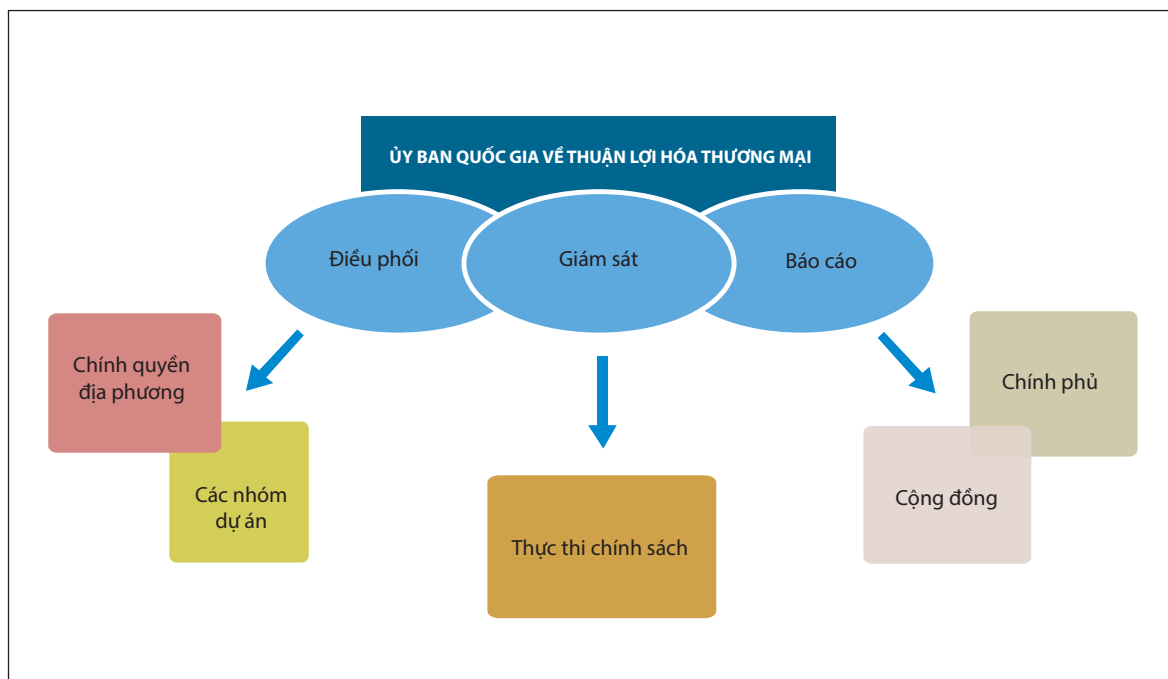 ỦY BAN QUỐC GIA VỀ THUẬN LỢI HÓA THƯƠNG MẠI
Điều phối
Giám sát
Báo cáo
Chính quyền
địa phương
Các nhóm
dự án
Thực thi chính sách
Chính phủ
Cộng đồng